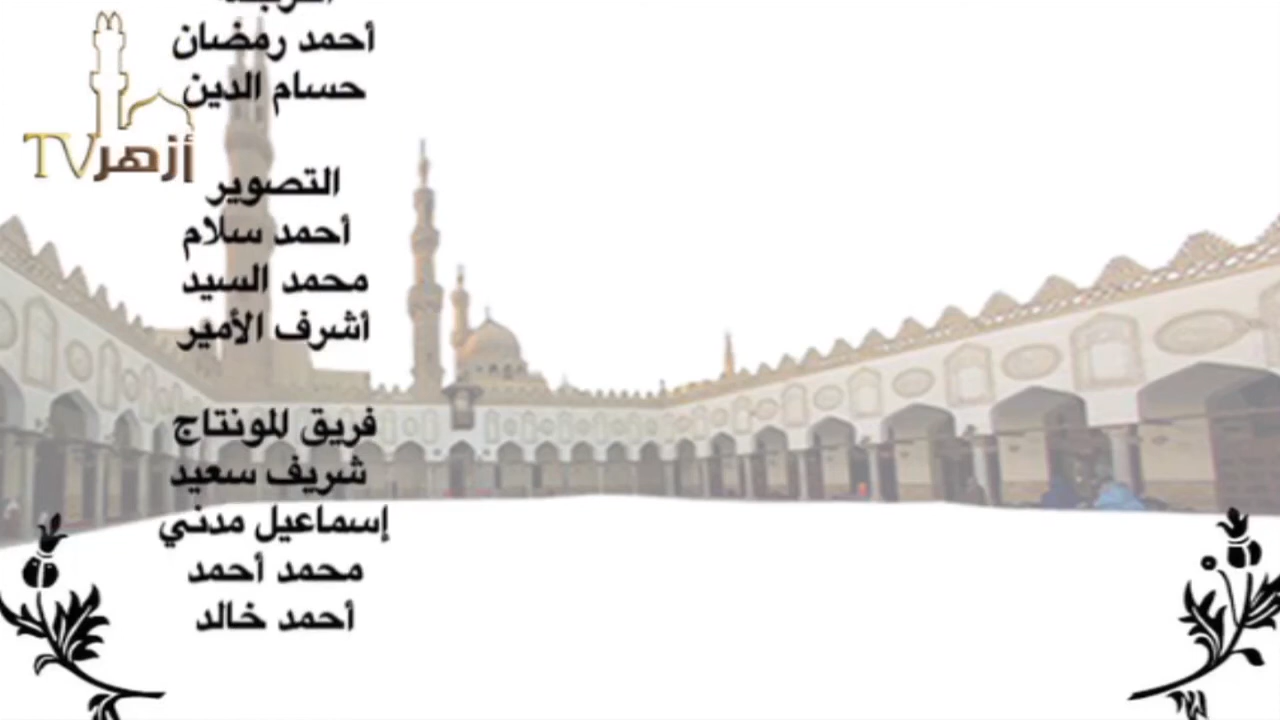 أحمد رمضان
حسام الدين
أزهر TV
التصوير
أحمد سلام
محمد السيد
أشرف الأمير
فريق المونتاج
شريف سعيد
إسماعيل مدني
محمد أحمد
أحمد خالد